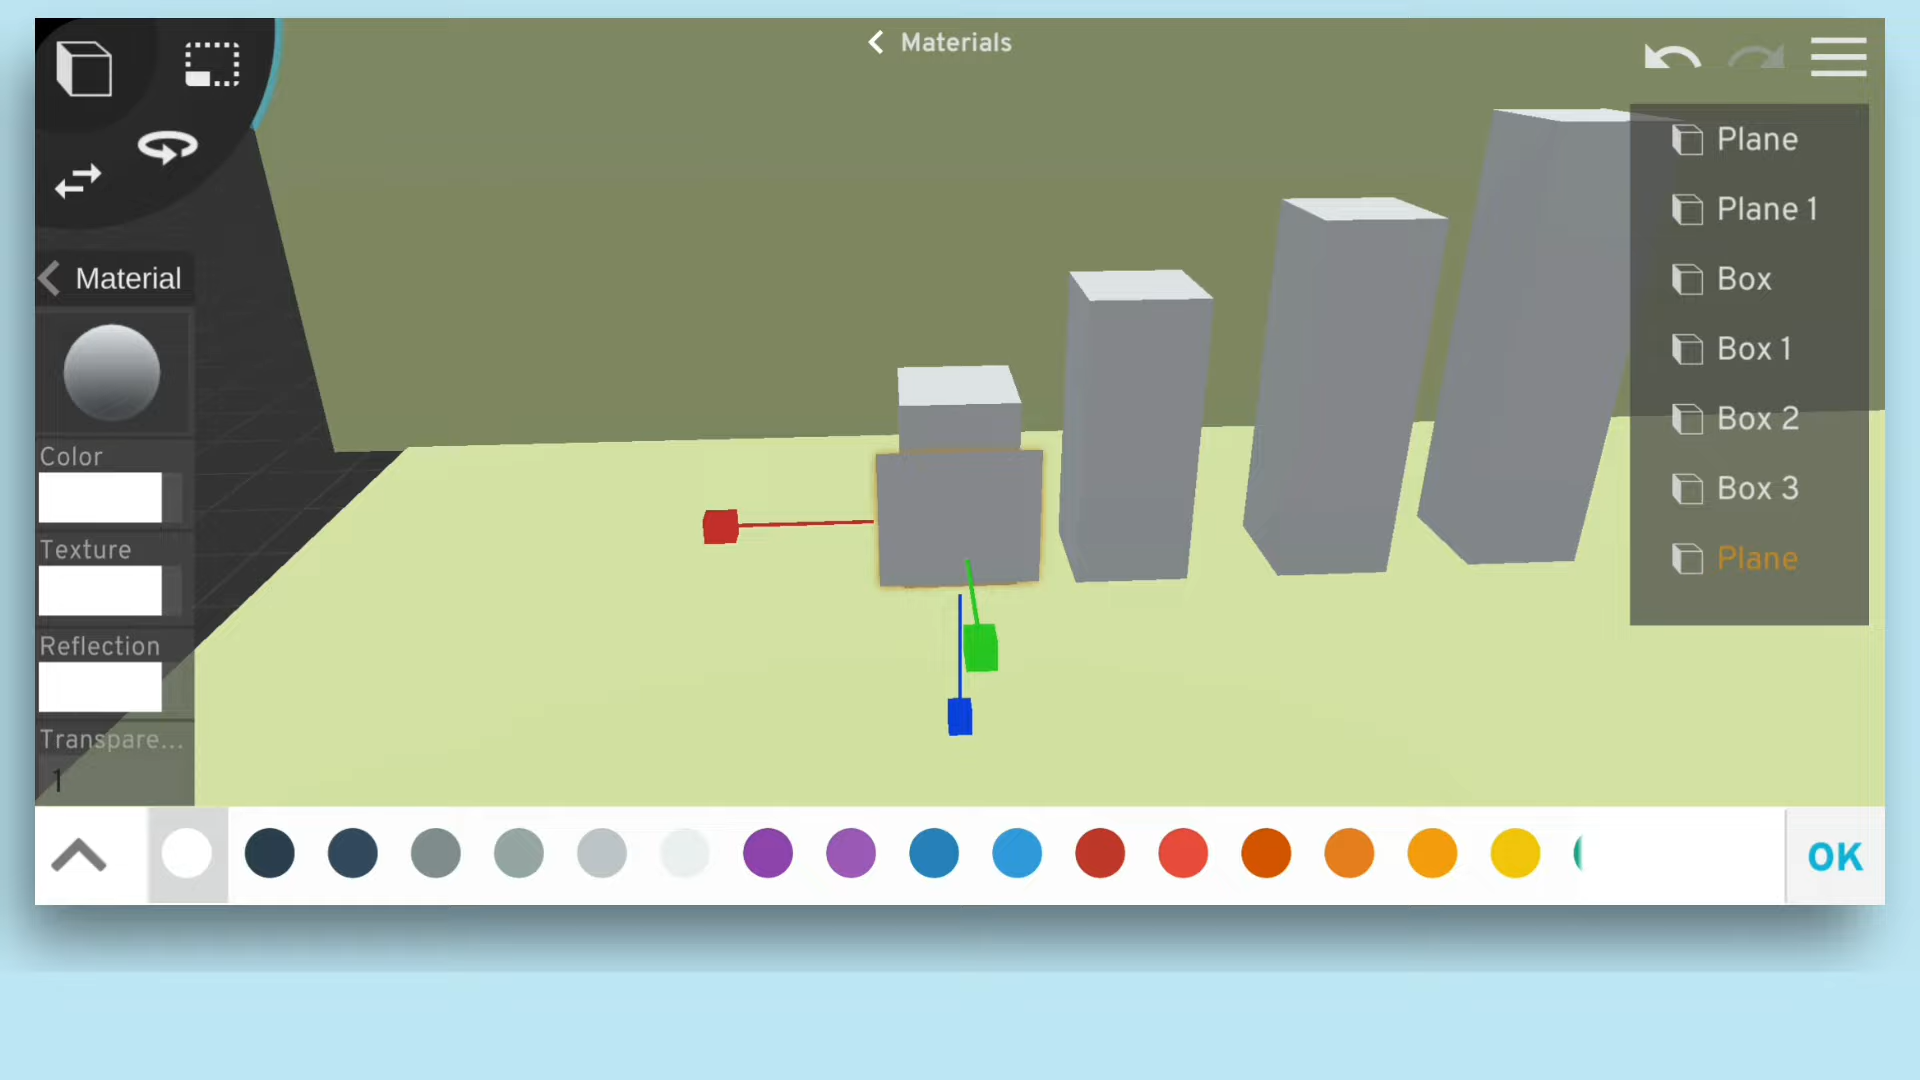 Materials
Plane
Plane 1
Box
Box 1
Box 2
Box 3
Plane
Material
Color
Texture
Reflection
Transpare...
1
OK